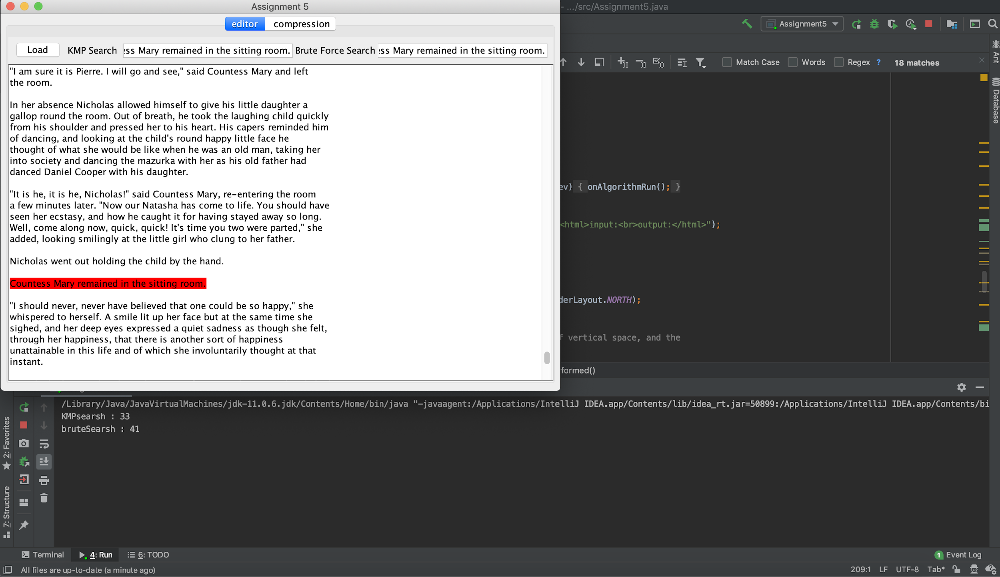 Assignment 5
- .../src/Assignment5.java
editor
compression
Assignment5
Load
KMP Search
ess Mary remained in the sitting room.
Brute Force Search
ess Mary remained in the sitting room.
Match Case
Words
Regex
?
18 matches
Ant
Database
"I am sure it is Pierre. I will go and see," said Countess Mary and left
the room.
In her absence Nicholas allowed himself to give his little daughter a
gallop round the room. Out of breath, he took the laughing child quickly
from his shoulder and pressed her to his heart. His capers reminded him
of dancing, and looking at the child's round happy little face he
thought of what she would be like when he was an old man, taking her
into society and dancing the mazurka with her as his old father had
danced Daniel Cooper with his daughter.
"It is he, it is he, Nicholas!" said Countess Mary, re-entering the room
a few minutes later. "Now our Natasha has come to life. You should have
seen her ecstasy, and how he caught it for having stayed away so long.
Well, come along now, quick, quick! It's time you two were parted," she
added, looking smilingly at the little girl who clung to her father.
Nicholas went out holding the child by the hand.
Countess Mary remained in the sitting room.
"I should never, never have believed that one could be so happy," she
whispered to herself. A smile lit up her face but at the same time she
sighed, and her deep eyes expressed a quiet sadness as though she felt,
through her happiness, that there is another sort of happiness
unattainable in this life and of which she involuntarily thought at that
instant.
ev) { onAlgorithmRun(); }
<html>input:<br>output:</html>");
derLayout.NORTH);
f vertical space, and the
formed()
/Library/Java/JavaVirtualMachines/jdk-11.0.6.jdk/Contents/Home/bin/java "-javaagent:/Applications/IntelliJ IDEA.app/Contents/lib/idea_rt.jar=50899:/Applications/IntelliJ IDEA.app/Contents/bi
KMPsearsh : 33
bruteSearsh : 41
2: Favorites
Z: Structure
Terminal
4: Run
6: TODO
1 Event Log
All files are up-to-date (a minute ago)
209:1
LF
UTF-8
Tab*